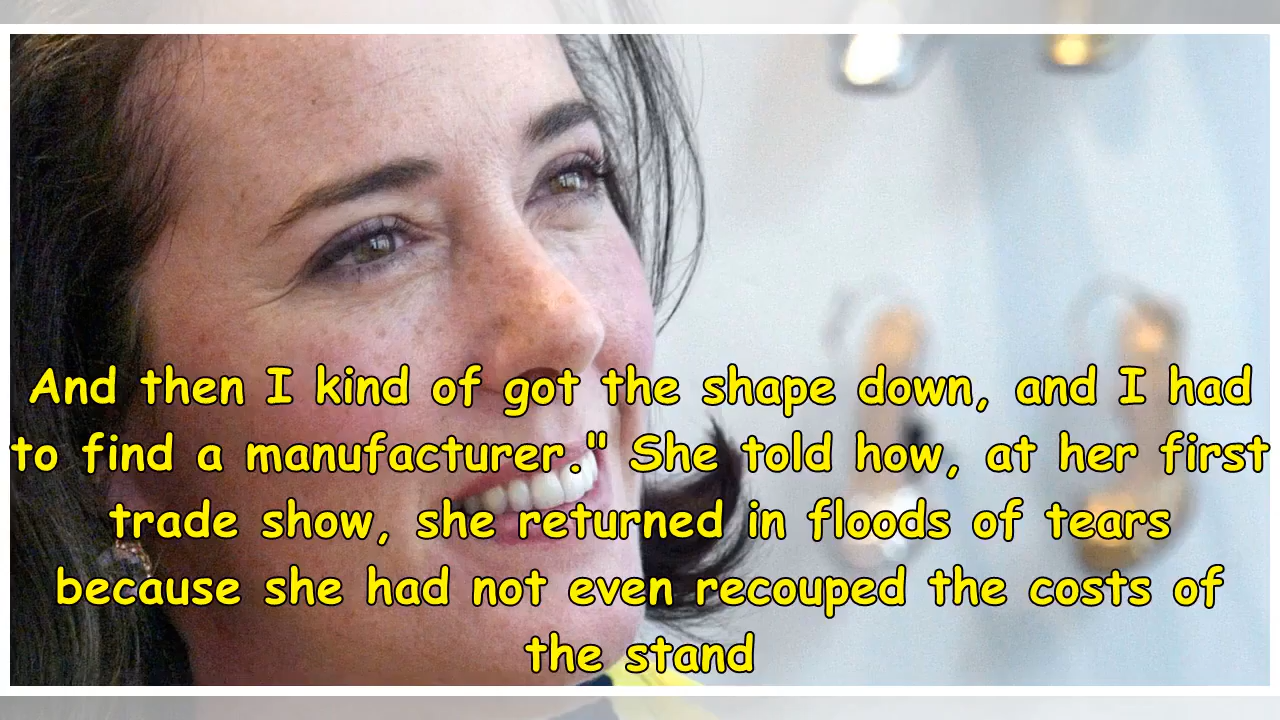 And then I kind of got the shape down, and I had
to find a manufacturer." She told how, at her first
trade show, she returned in floods of tears
because she had not even recouped the costs of
the stand